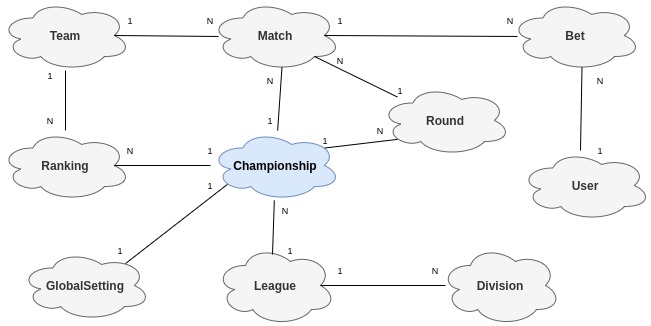 Team
1
N
Match
1
N
Bet
1
N
N
N
N
1
Round
1
N
1
N
Ranking
N
1
Championship
1
1
User
1
N
GlobalSetting
1
League
1
N
Division